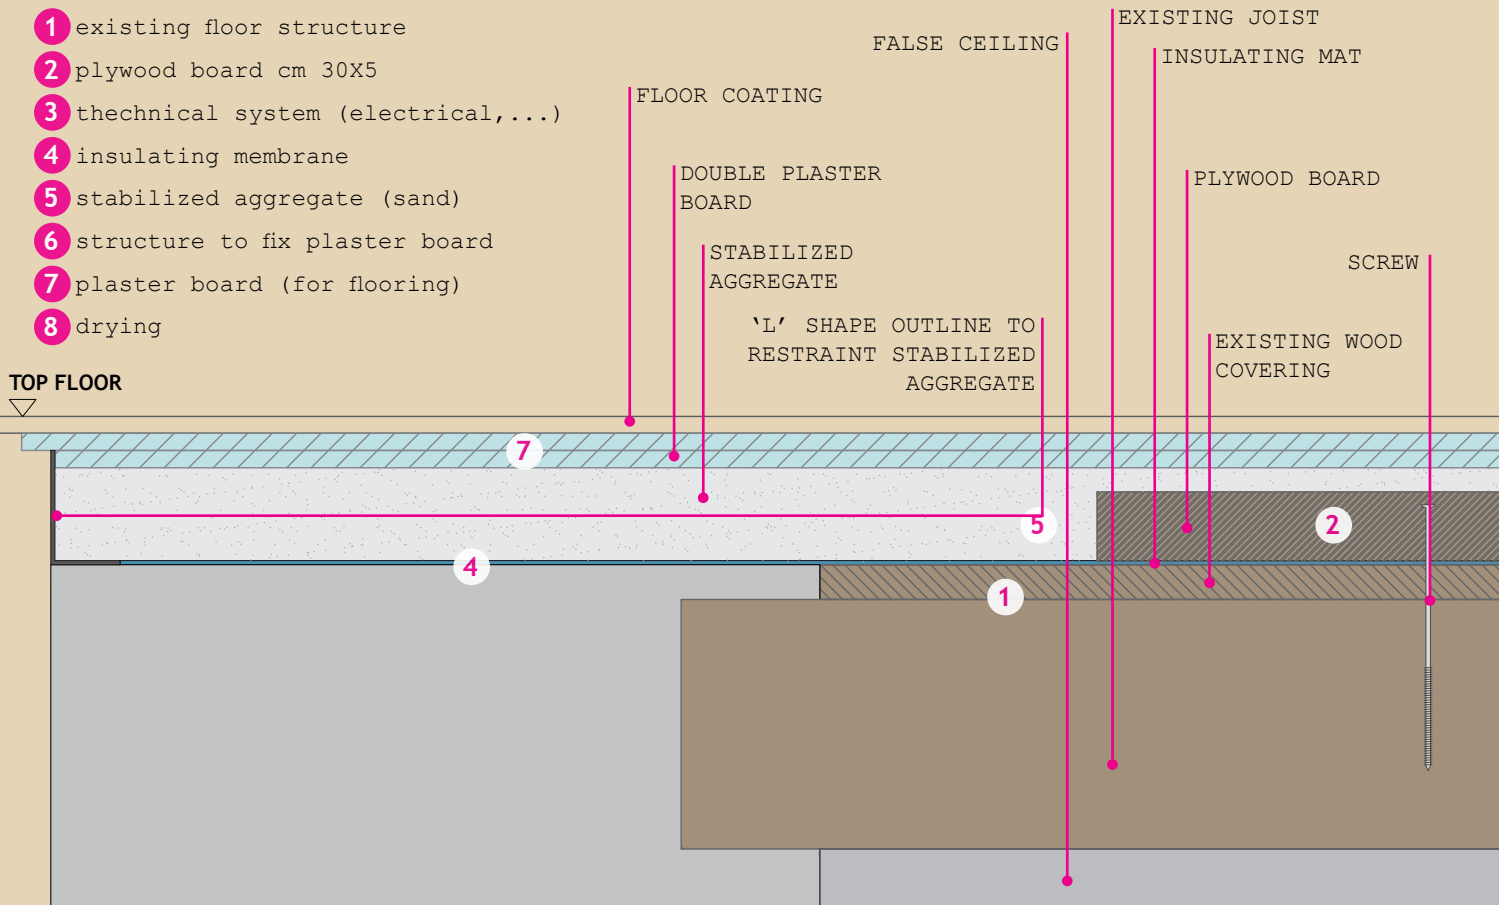 1 existing floor structure
2 plywood board cm 30X5
3 thechnical system (electrical,...)
4 insulating membrane
5 stabilized aggregate (sand)
6 structure to fix plaster board
7 plaster board (for flooring)
8 drying
TOP FLOOR
FLOOR COATING
DOUBLE PLASTER
BOARD
STABILIZED
AGGREGATE
‘L’ SHAPE OUTLINE TO
RESTRAINT STABILIZED
AGGREGATE
FALSE CEILING
EXISTING JOIST
INSULATING MAT
PLYWOOD BOARD
SCREW
EXISTING WOOD
COVERING
7
5
2
4
1